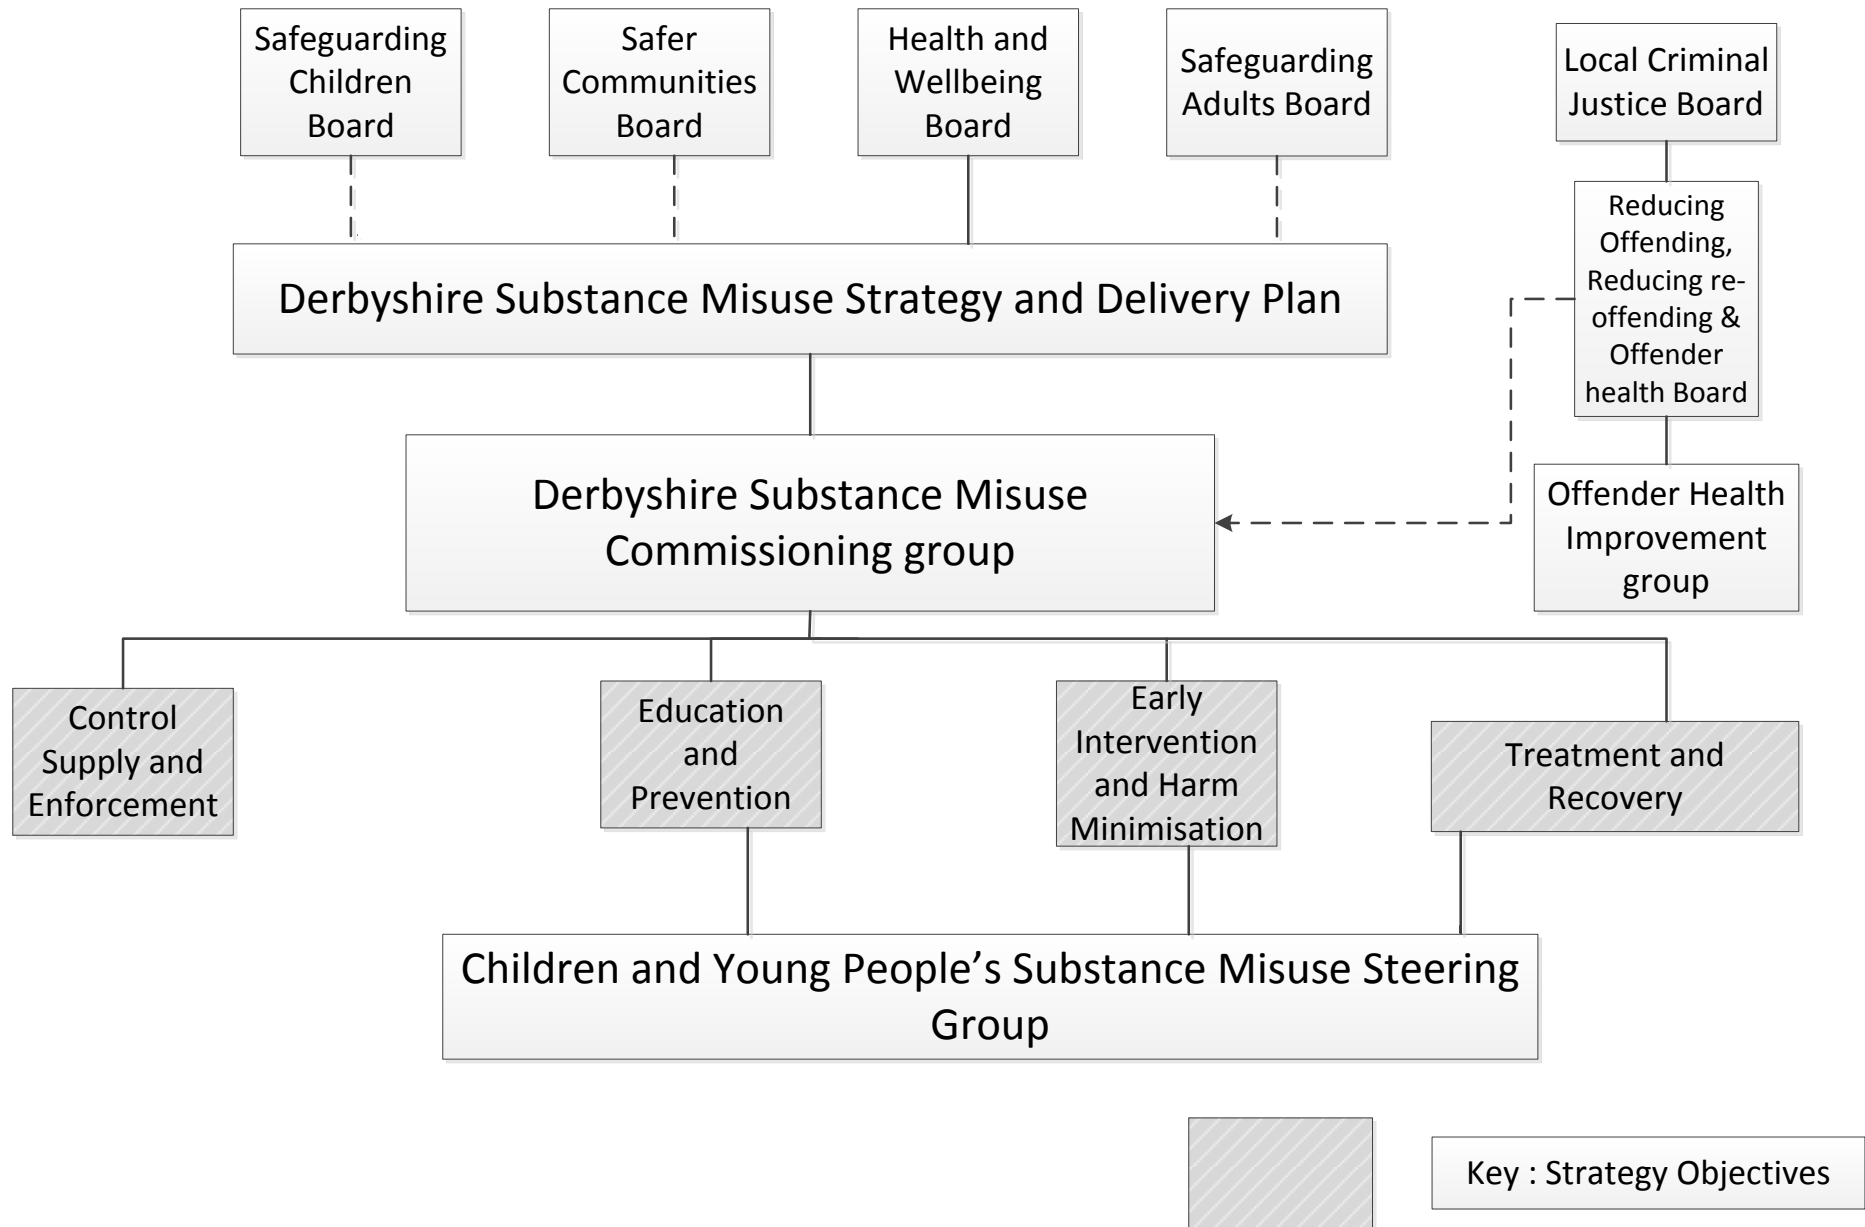 Safeguarding
Children
Board
Safer
Communities
Board
Health and
Wellbeing
Board
Safeguarding
Adults Board
Local Criminal
Justice Board
Reducing
Offending,
Reducing re-
offending &
Offender
health Board
Derbyshire Substance Misuse Strategy and Delivery Plan
Derbyshire Substance Misuse
Commissioning group
Offender Health
Improvement
group
Control
Supply and
Enforcement
Education
and
Prevention
Early
Intervention
and Harm
Minimisation
Treatment and
Recovery
Children and Young People’s Substance Misuse Steering
Group
Key : Strategy Objectives